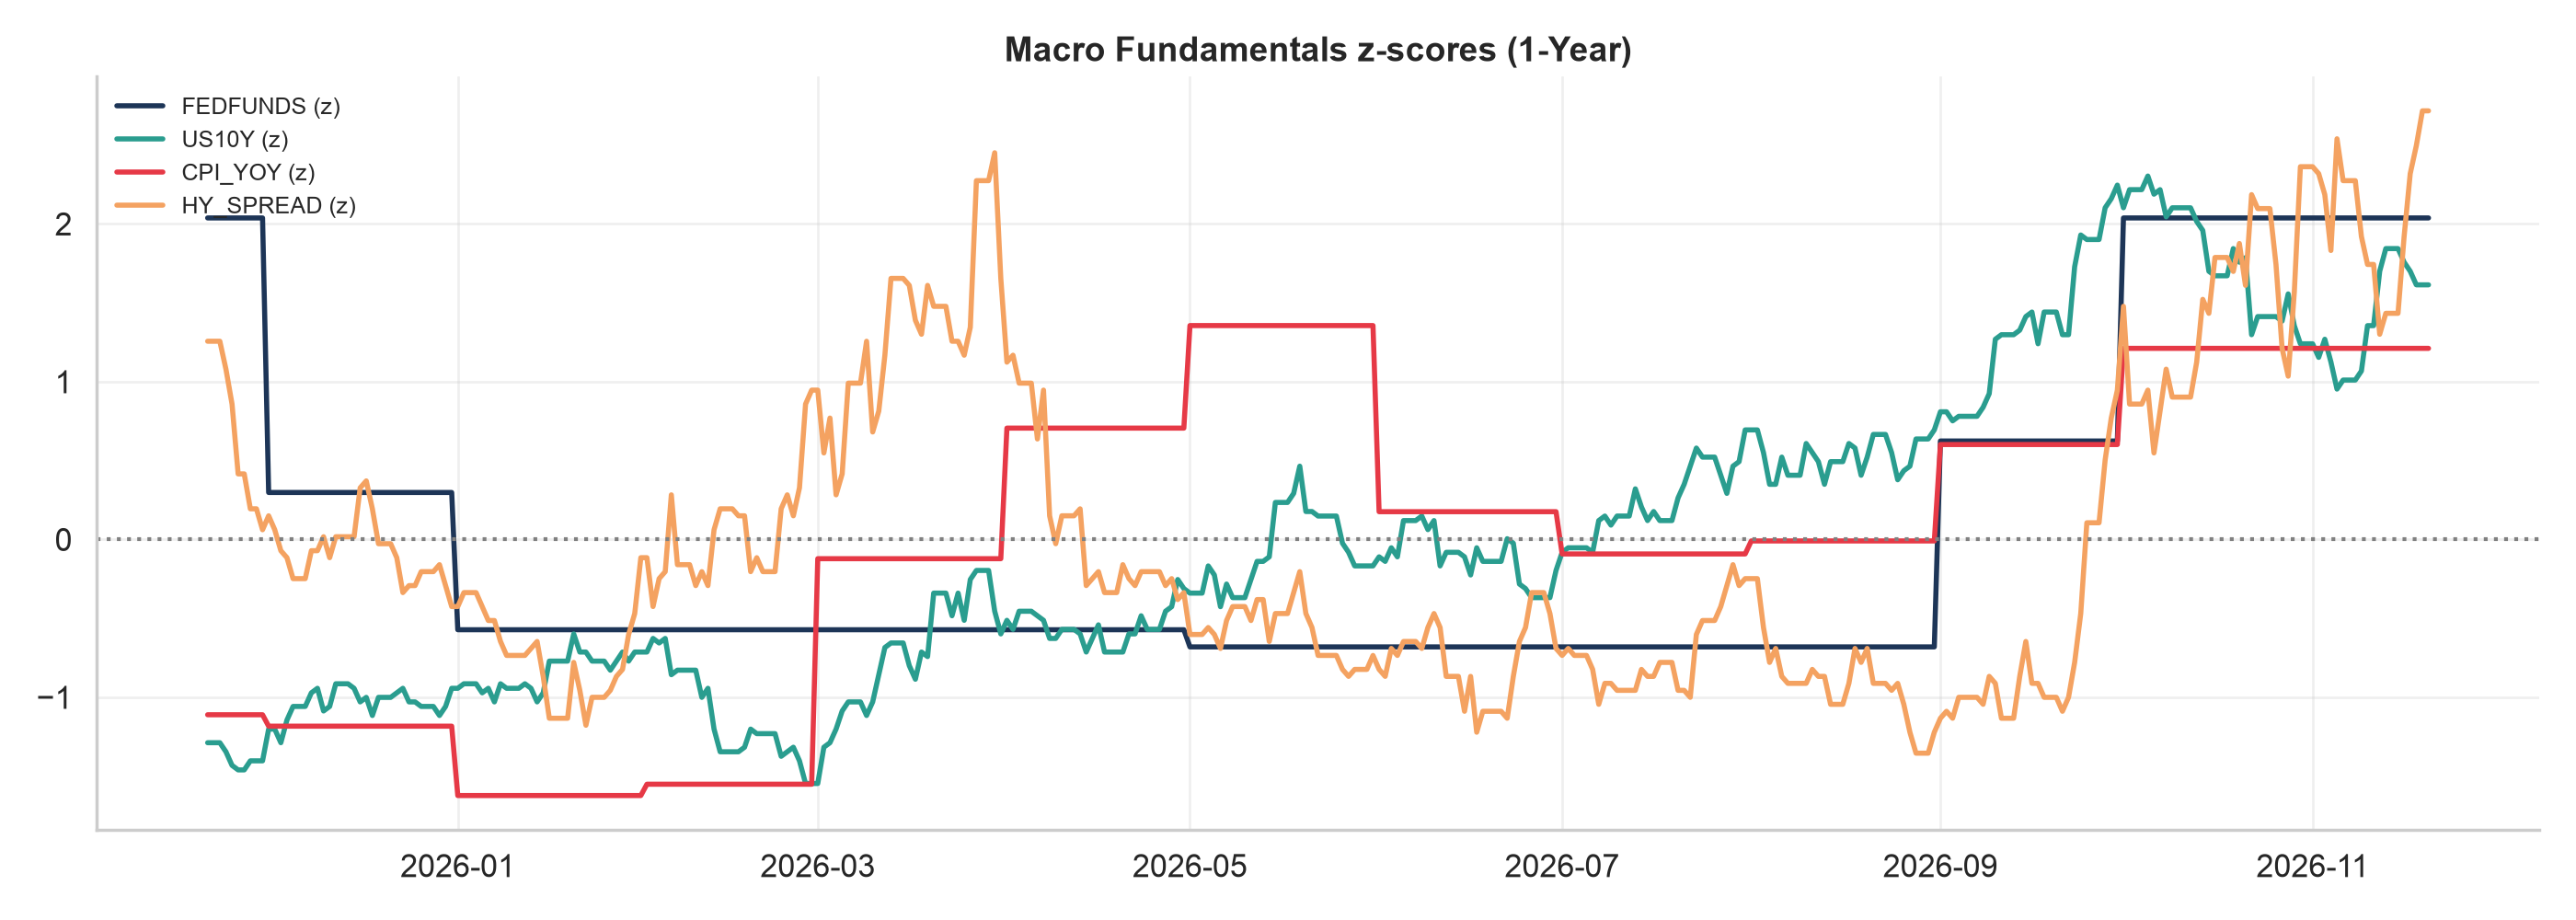 Macro Fundamentals z-scores (1-Year)
FEDFUNDS (z)
US10Y (z)
CPI_YOY (z)
HY_SPREAD (z)
2
1
0
−1
2026-01
2026-03
2026-05
2026-07
2026-09
2026-11